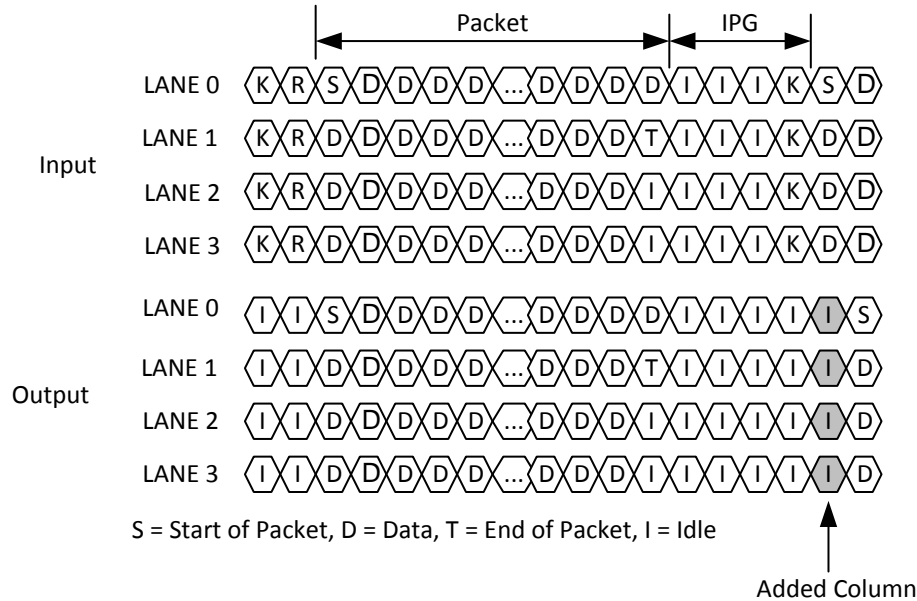 Packet IPG
LANE 0 K R S D D D D ... D D D D I I I K S D
LANE 1 K R D D D D D ... D D D T I I I K D D
Input
LANE 2 K R D D D D D ... D D D I I I I K D D
LANE 3 K R D D D D D ... D D D I I I I K D D
LANE 0 I I S D D D D ... D D D D I I I I I S
LANE 1 I I D D D D D ... D D D T I I I I I D
Output
LANE 2 I I D D D D D ... D D D I I I I I I D
LANE 3 I I D D D D D ... D D D I I I I I I D
S = Start of Packet, D = Data, T = End of Packet, I = Idle
Added Column